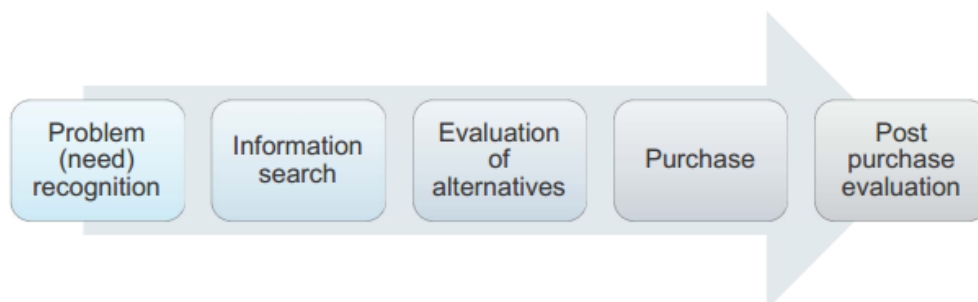 Problem
(need)
recognition
Information
search
Evaluation
of
alternatives
Purchase
Post
purchase
evaluation